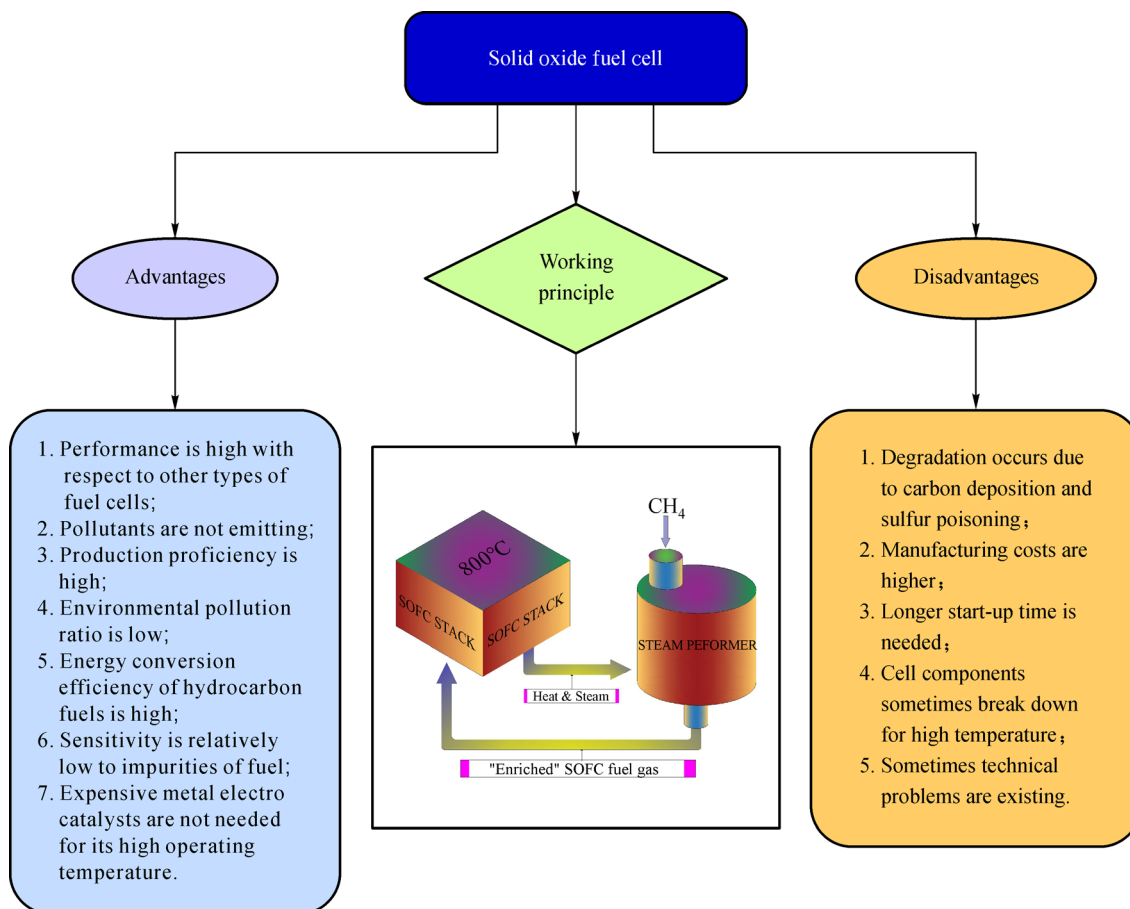 Solid oxide fuel cell
Advantages
Working
principle
Disadvantages
1. Performance is high with
respect to other types of
fuel cells;
2. Pollutants are not emitting;
3. Production proficiency is
high;
4. Environmental pollution
ratio is low;
5. Energy conversion
efficiency of hydrocarbon
fuels is high;
6. Sensitivity is relatively
low to impurities of fuel;
7. Expensive metal electro
catalysts are not needed
for its high operating
temperature.
CH₄
800°C
SOFC STACK
SOFC STACK
STEAM PEFORMER
Heat & Steam
"Enriched" SOFC fuel gas
1. Degradation occurs due
to carbon deposition and
sulfur poisoning;
2. Manufacturing costs are
higher;
3. Longer start-up time is
needed;
4. Cell components
sometimes break down
for high temperature;
5. Sometimes technical
problems are existing.